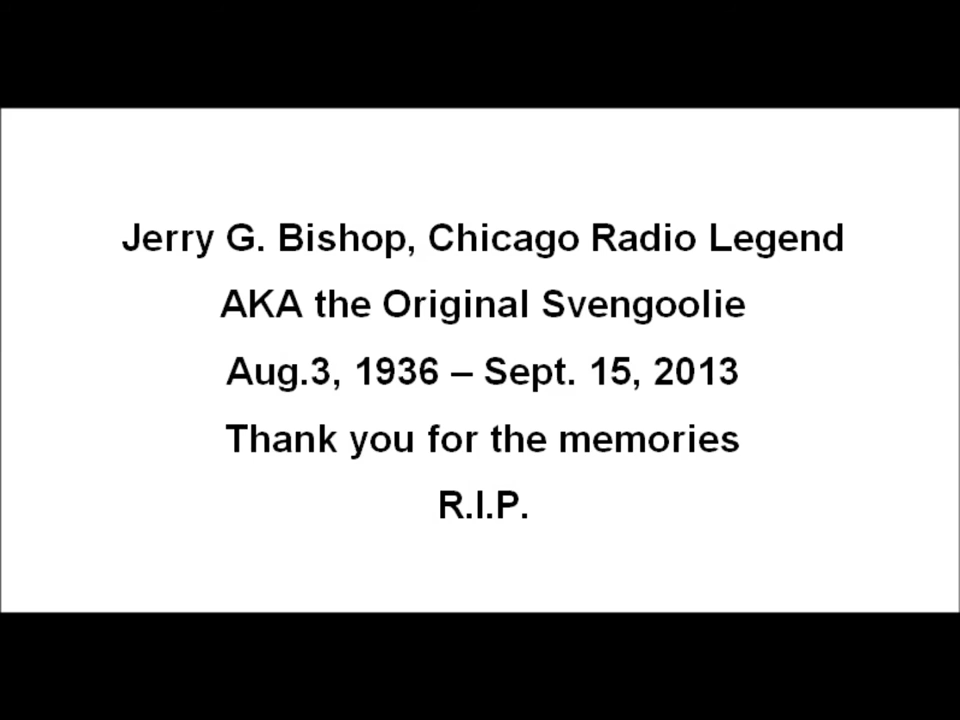 Jerry G. Bishop, Chicago Radio Legend
AKA the Original Svengoolie
Aug.3, 1936 – Sept. 15, 2013
Thank you for the memories
R.I.P.